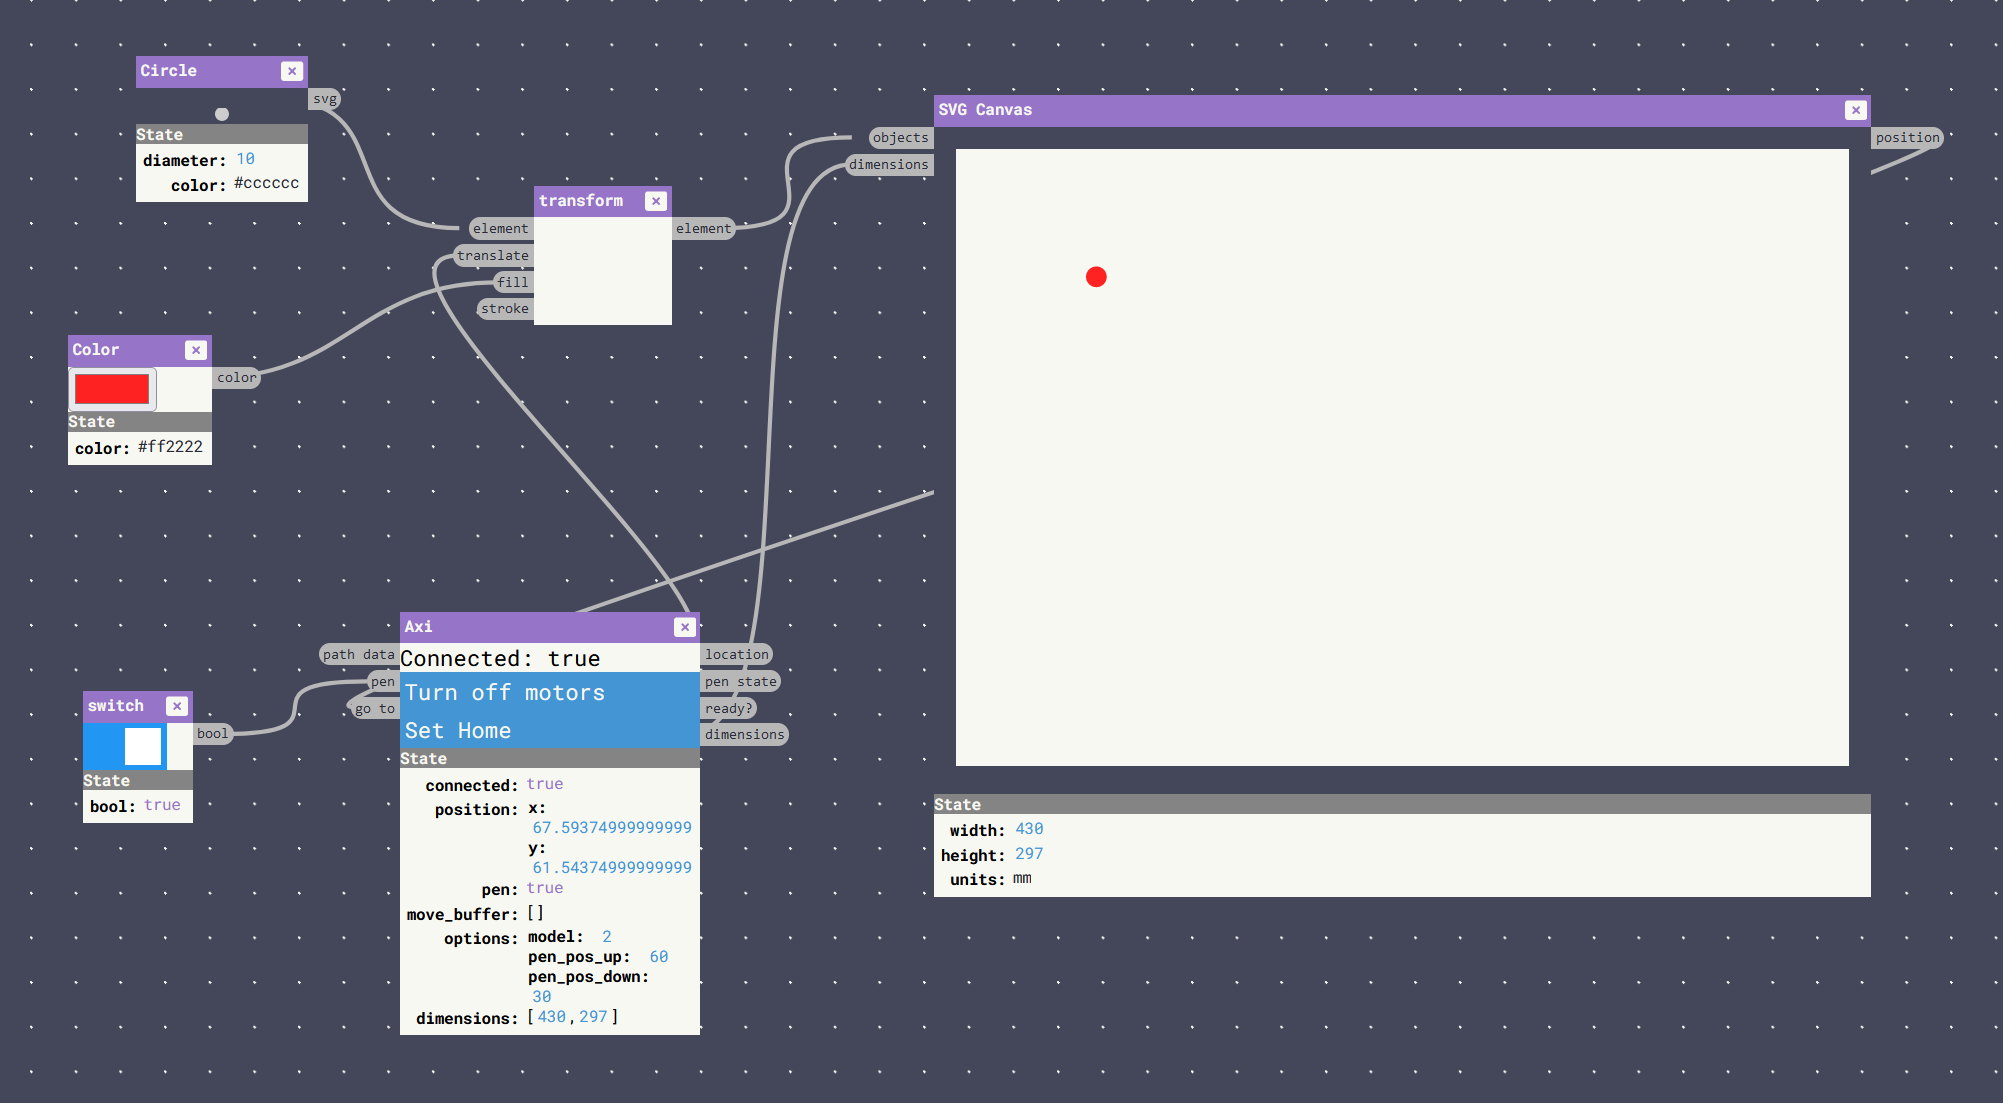 Circle ×
svg
State
diameter: 10
color: #cccccc
transform ×
element
translate
fill
stroke
element
Color ×
color
State
color: #ff2222
switch ×
bool
State
bool: true
Axi ×
path data
pen
go to
Connected: true
Turn off motors
Set Home
location
pen state
ready?
dimensions
State
connected: true
position: x:
67.59374999999999
y:
61.54374999999999
pen: true
move_buffer: []
options: model: 2
pen_pos_up: 60
pen_pos_down:
30
dimensions: [430,297]
SVG Canvas ×
objects
dimensions
position
State
width: 430
height: 297
units: mm